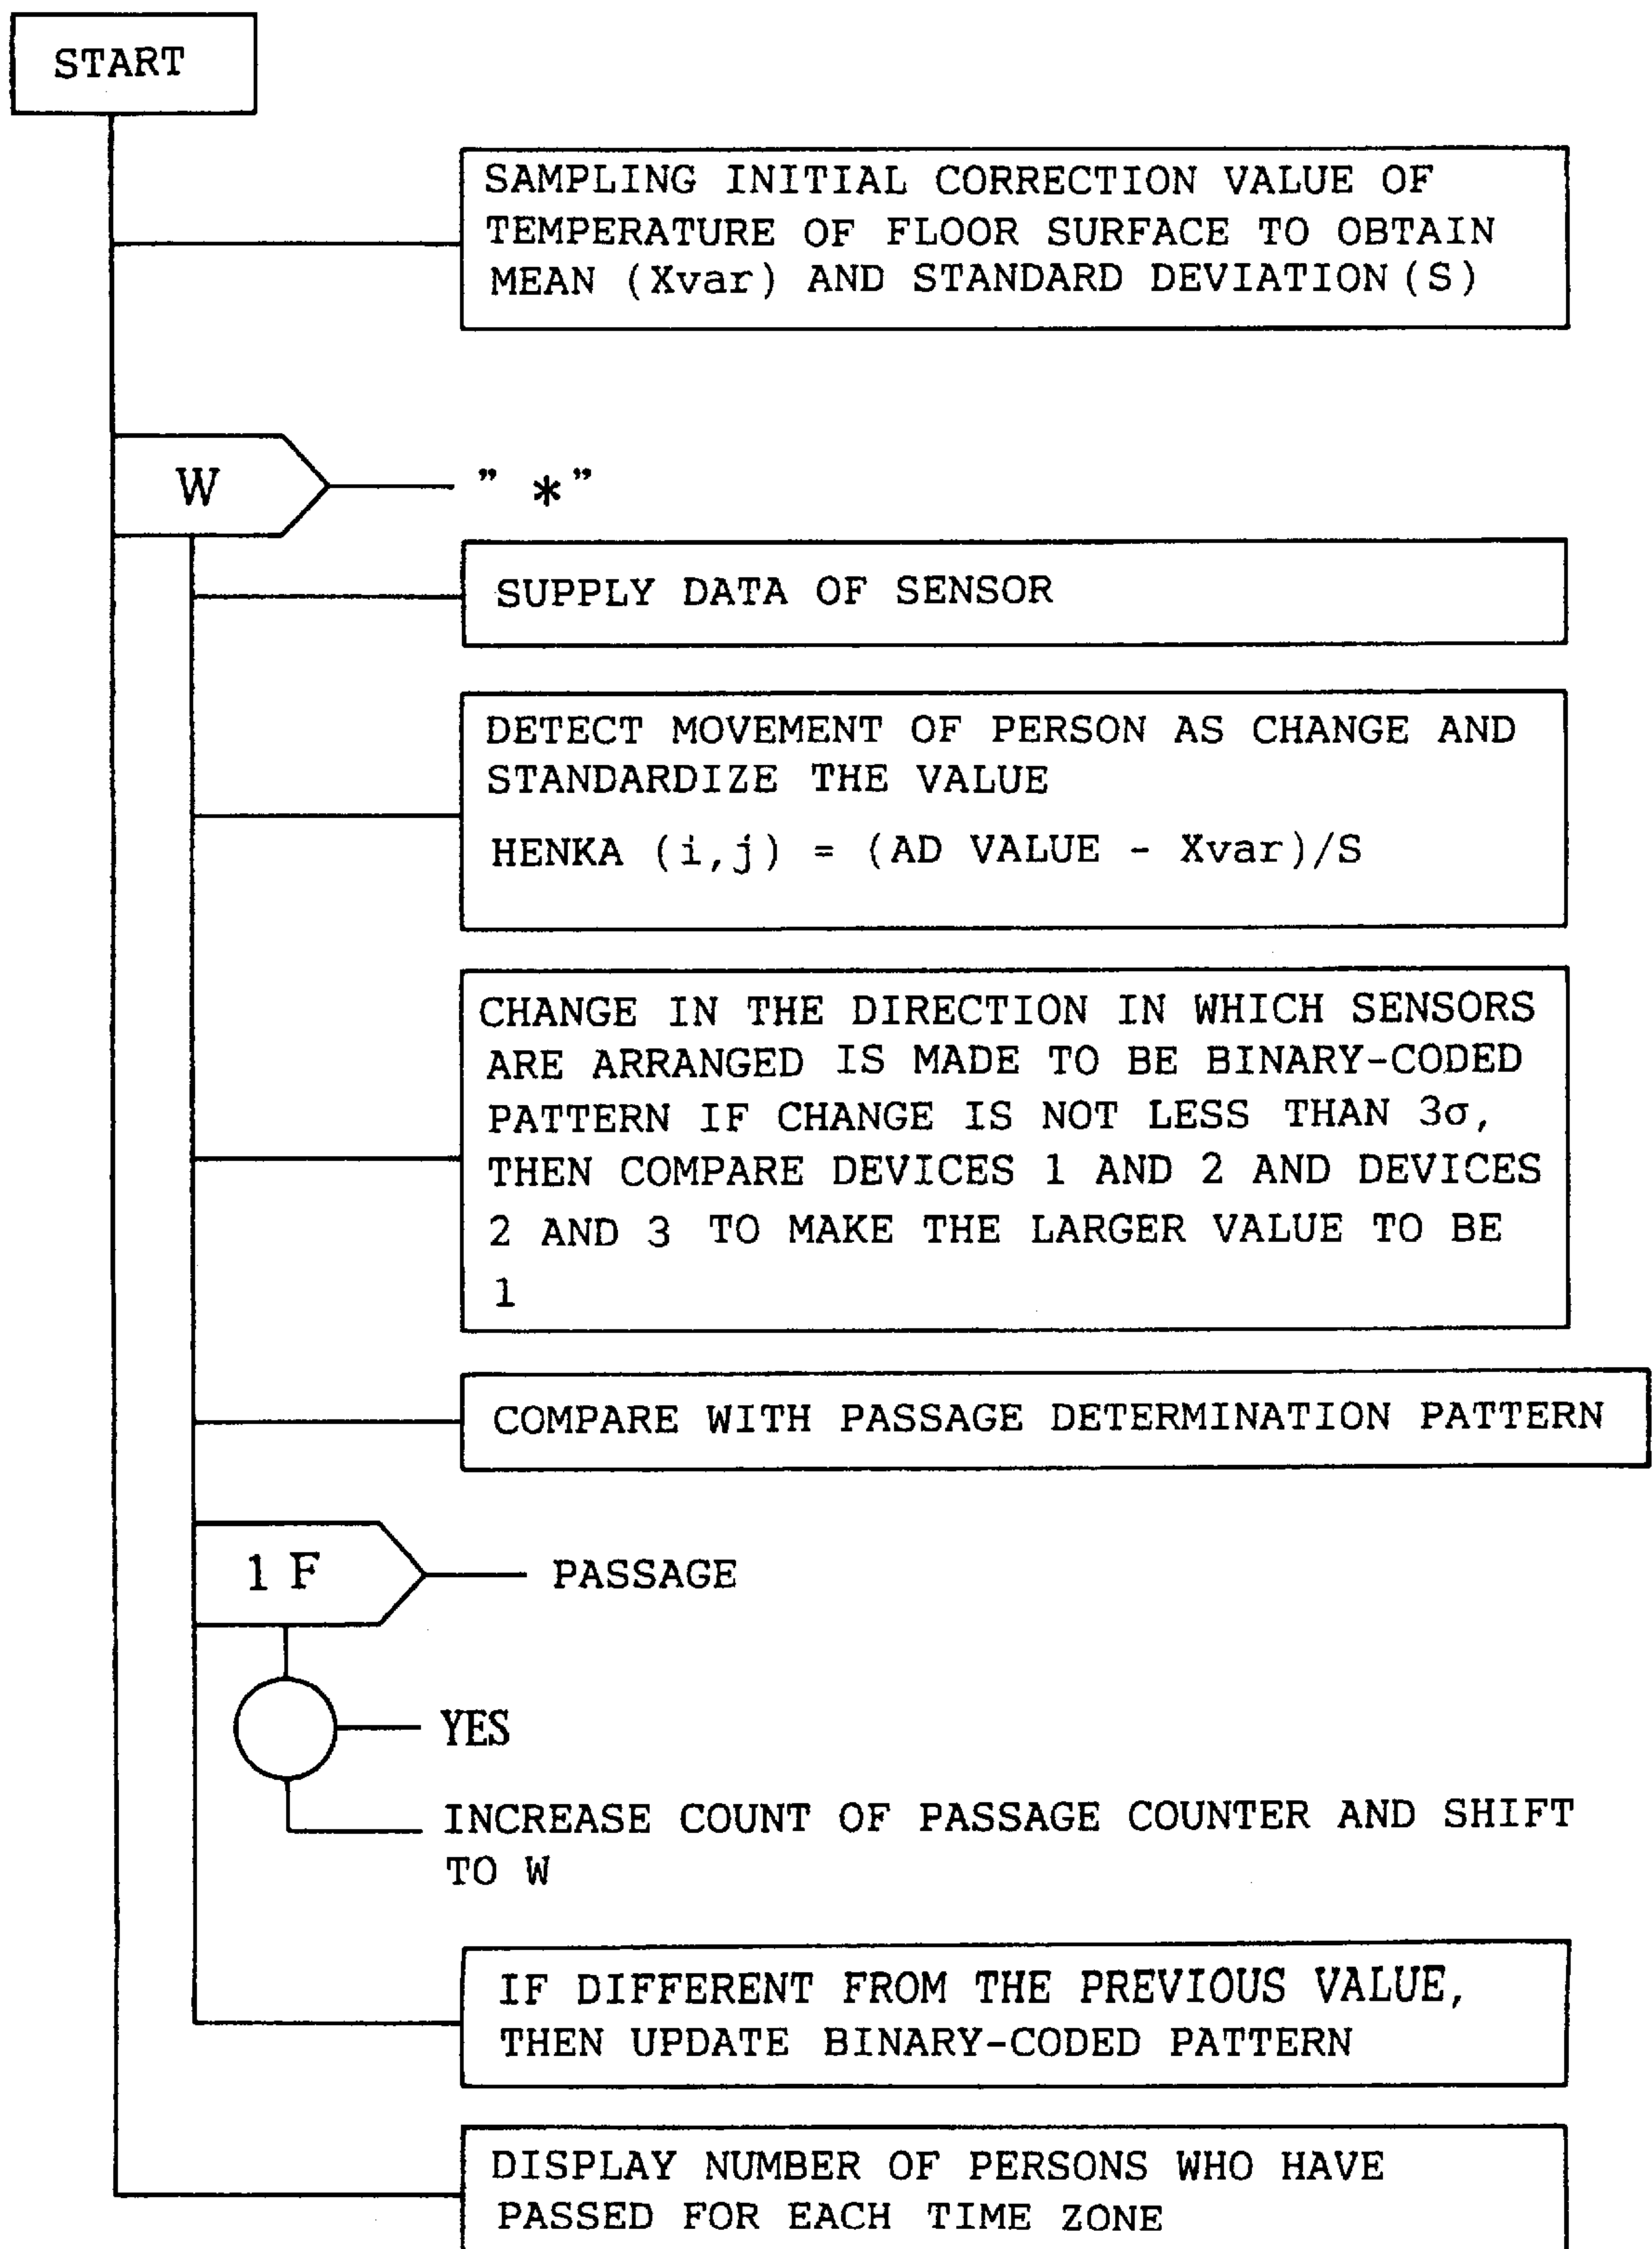 START
SAMPLING INITIAL CORRECTION VALUE OF
TEMPERATURE OF FLOOR SURFACE TO OBTAIN
MEAN (Xvar) AND STANDARD DEVIATION (S)
W
" * "
SUPPLY DATA OF SENSOR
DETECT MOVEMENT OF PERSON AS CHANGE AND
STANDARDIZE THE VALUE
HENKA (i,j) = (AD VALUE - Xvar)/S
CHANGE IN THE DIRECTION IN WHICH SENSORS
ARE ARRANGED IS MADE TO BE BINARY-CODED
PATTERN IF CHANGE IS NOT LESS THAN 3σ,
THEN COMPARE DEVICES 1 AND 2 AND DEVICES
2 AND 3 TO MAKE THE LARGER VALUE TO BE
1
COMPARE WITH PASSAGE DETERMINATION PATTERN
1 F
PASSAGE
YES
INCREASE COUNT OF PASSAGE COUNTER AND SHIFT
TO W
IF DIFFERENT FROM THE PREVIOUS VALUE,
THEN UPDATE BINARY-CODED PATTERN
DISPLAY NUMBER OF PERSONS WHO HAVE
PASSED FOR EACH TIME ZONE